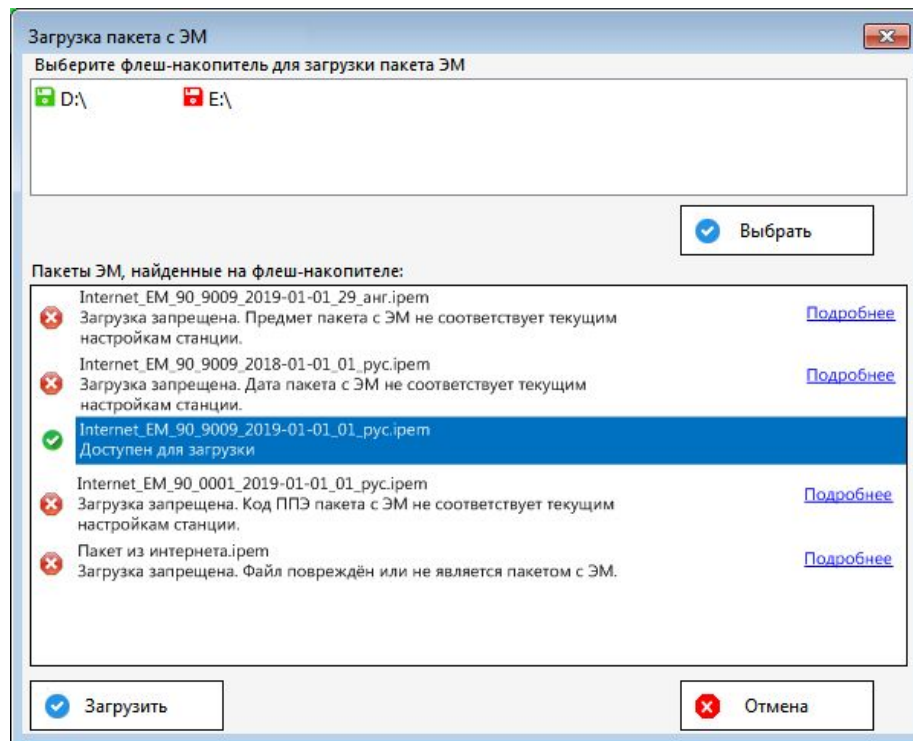 Загрузка пакета с ЭМ
Выберите флеш-накопитель для загрузки пакета ЭМ
D:\ E:\
Выбрать
Пакеты ЭМ, найденные на флеш-накопителе:
Internet_EM_90_9009_2019-01-01_29_анг.ipem
Загрузка запрещена. Предмет пакета с ЭМ не соответствует текущим Подробнее
настройкам станции.
Internet_EM_90_9009_2018-01-01_01_рус.ipem
Загрузка запрещена. Дата пакета с ЭМ не соответствует текущим Подробнее
настройкам станции.
Internet_EM_90_9009_2019-01-01_01_рус.ipem
Доступен для загрузки
Internet_EM_90_0001_2019-01-01_01_рус.ipem
Загрузка запрещена. Код ППЭ пакета с ЭМ не соответствует текущим Подробнее
настройкам станции.
Пакет из интернета.ipem
Загрузка запрещена. Файл повреждён или не является пакетом с ЭМ. Подробнее
Загрузить Отмена